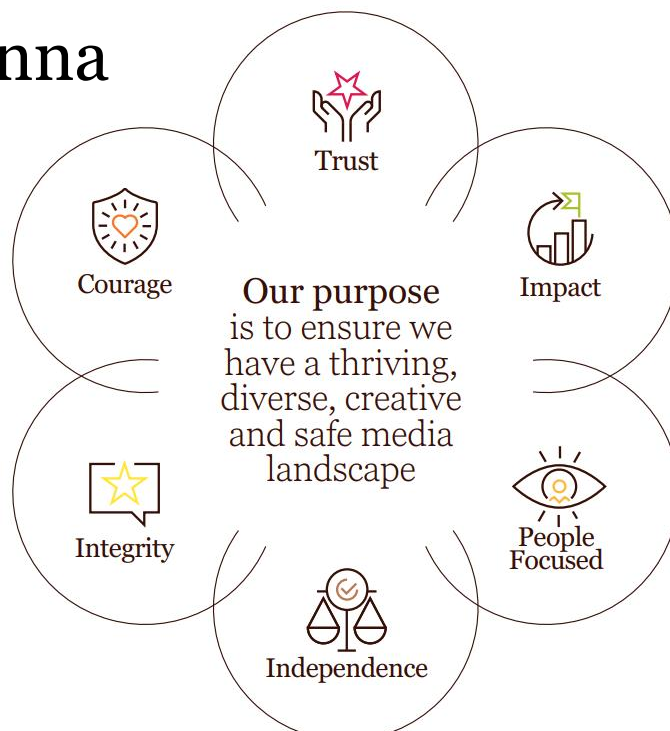 nna
Trust
Courage
Impact
Our purpose
is to ensure we
have a thriving,
diverse, creative
and safe media
landscape
Integrity
People
Focused
Independence